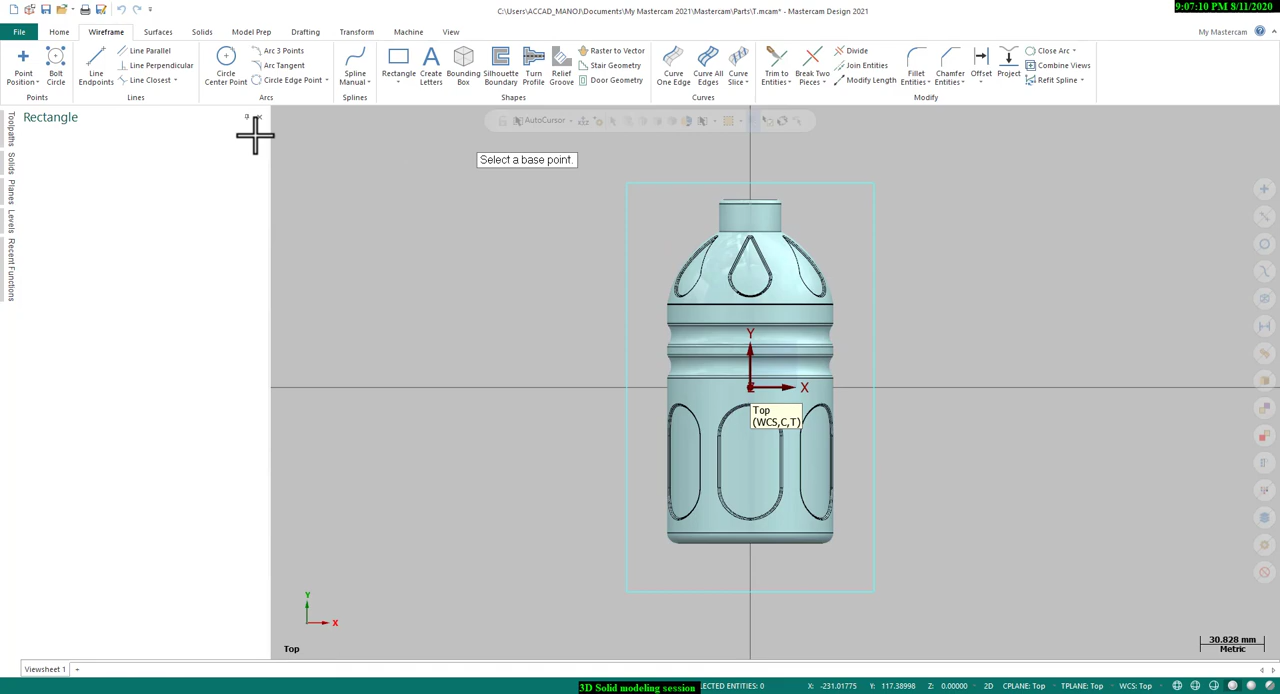 C:\Users\ACCAD_MANOJ\Documents\My Mastercam 2021\Mastercam\Parts\T.mcam* - Mastercam Design 2021
9:07:10 PM 8/11/2020
File Home Wireframe Surfaces Solids Model Prep Drafting Transform Machine View My Mastercam
Point Position
Bolt Circle
Points
Line Endpoints
Line Parallel
Line Perpendicular
Line Closest
Lines
Circle Center Point
Arc 3 Points
Arc Tangent
Circle Edge Point
Arcs
Spline Manual
Splines
Rectangle
Create Letters
Bounding Box
Silhouette Boundary
Turn Profile
Relief Groove
Raster to Vector
Stair Geometry
Door Geometry
Shapes
Curve One Edge
Curve All Edges
Curve Slice
Curves
Trim to Entities
Break Two Pieces
Divide
Join Entities
Modify Length
Fillet Entities
Chamfer Entities
Offset
Project
Close Arc
Combine Views
Refit Spline
Modify
Toolpaths
Solids
Planes
Levels
Recent Functions
Rectangle
AutoCursor
Select a base point.
Y
X
Z
Top
(WCS,C,T)
Y
X
Top
30.828 mm
Metric
Viewsheet 1 +
3D Solid modeling session
LECTED ENTITIES: 0 X: -231.01775 Y: 117.38998 Z: 0.00000 2D CPLANE: Top TPLANE: Top WCS: Top